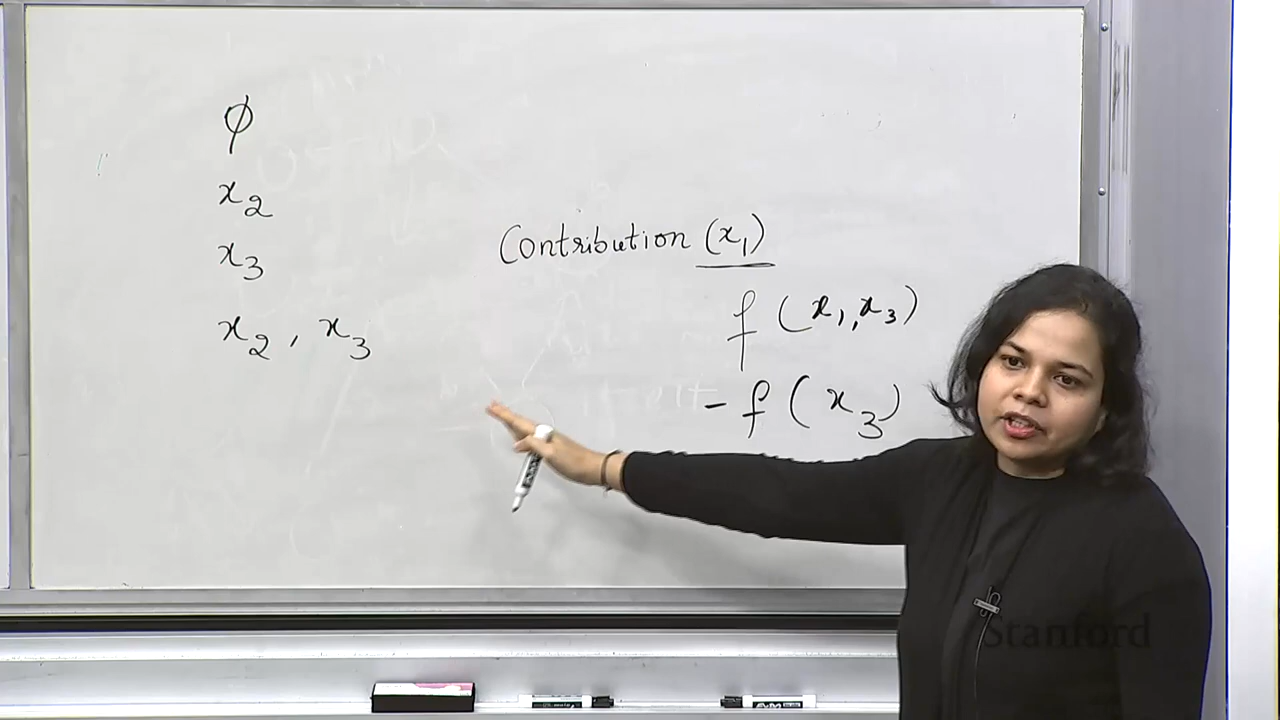 ϕ
x₂
x₃
x₂, x₃
Contribution (x₁)
f (x₁, x₃)
- f (x₃)
Stanford